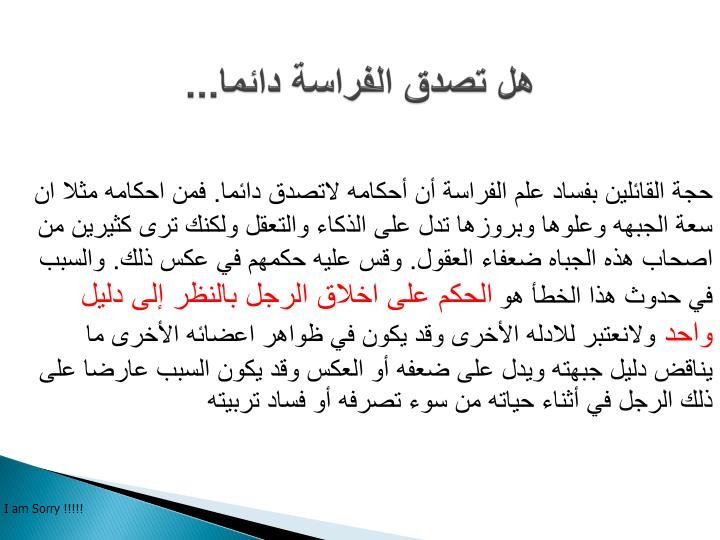 هل تصدق الفراسة دائما...
حجة القائلين بفساد علم الفراسة أن أحكامه لاتصدق دائما. فمن احكامه مثلا ان
سعة الجبهه وعلوها وبروزها تدل على الذكاء والتعقل ولكنك ترى كثيرين من
اصحاب هذه الجباه ضعفاء العقول. وقس عليه حكمهم في عكس ذلك. والسبب
في حدوث هذا الخطأ هو الحكم على اخلاق الرجل بالنظر إلى دليل
واحد ولانعتبر للادله الأخرى وقد يكون في ظواهر اعضائه الأخرى ما
يناقض دليل جبهته ويدل على ضعفه أو العكس وقد يكون السبب عارضا على
ذلك الرجل في أثناء حياته من سوء تصرفه أو فساد تربيته
I am Sorry !!!!!